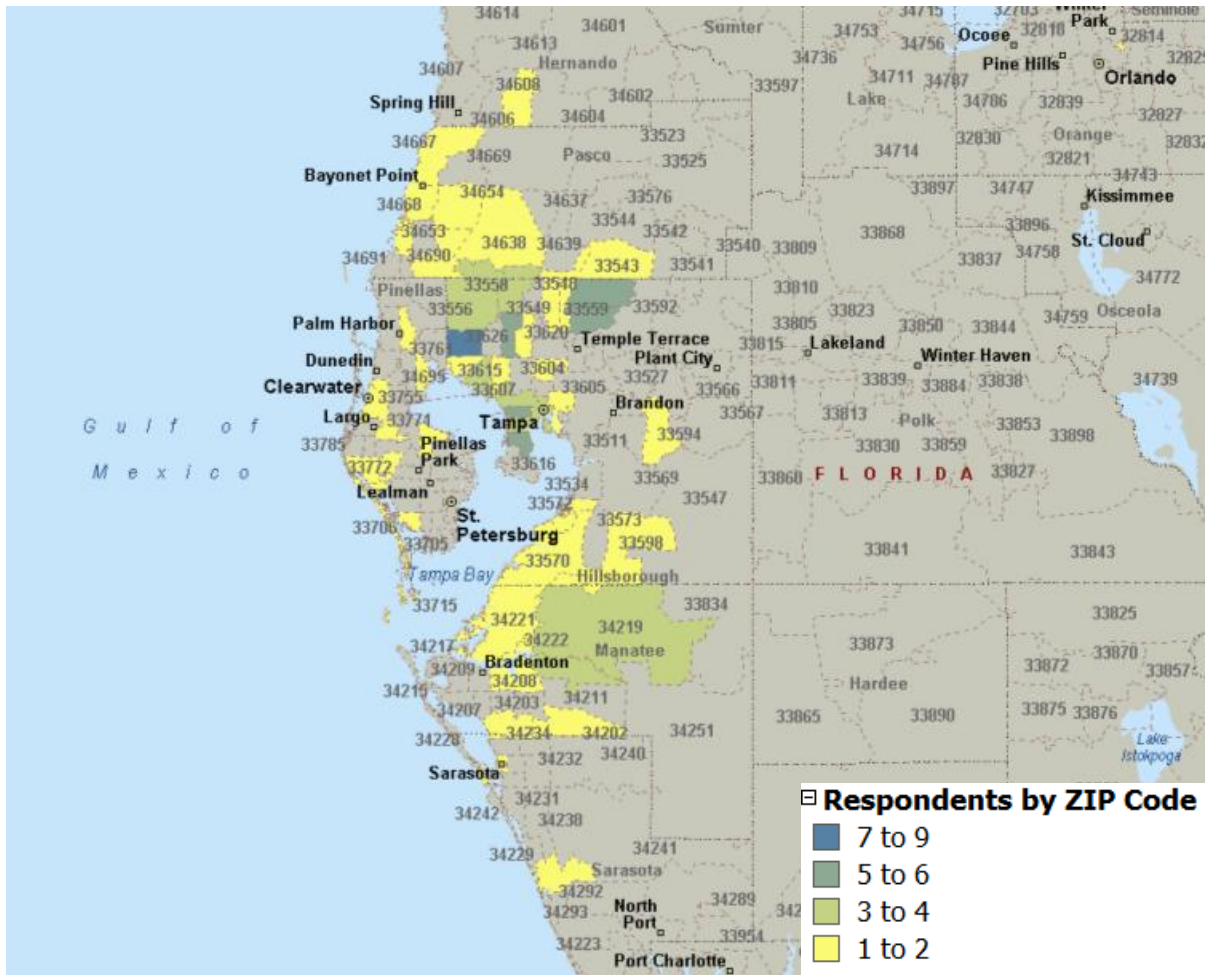 34614
34601
Sumter
34753
34715
32703
Winter
Park
Seminole
34613
Hernando
34736
34756
Ocoee
32818
32814
34607
34608
33597
34711
34787
Pine Hills
Orlando
32829
Spring Hill
34606
34602
34604
Lake
34786
32839
32827
34667
33523
32830
Orange
32832
34669
Pasco
33525
34714
32821
Bayonet Point
34654
34637
33576
33897
34747
34743
Kissimmee
34668
34653
33544
33542
33896
34638
34639
33540
33809
33868
34758
St. Cloud
34691
34690
33543
33541
33837
34772
Pinellas
33558
33548
33810
33556
33549
33559
33592
33823
34759
Osceola
Palm Harbor
33626
33620
33805
33850
33844
33761
Temple Terrace
33815
Lakeland
Dunedin
33615
33604
Plant City
Winter Haven
34695
33607
33605
33527
33811
33839
33838
34739
Clearwater
33755
33566
33884
Largo
33774
Tampa
Brandon
33567
33813
Polk
33853
Gulf of
Mexico
33785
Pinellas
Park
33511
33594
33830
33859
33898
33772
33616
33569
33860
FLORIDA
33827
Lealman
33534
33547
33706
St.
Petersburg
33572
33573
33705
33598
33841
33843
Tampa Bay
33570
Hillsborough
33715
33834
33825
34221
34219
34217
34222
Manatee
33873
33870
34209
Bradenton
33872
33857
34215
34208
Hardee
34207
34203
34211
33865
33890
33875
33876
34228
34234
34202
34251
Lake
Istokpoga
34232
34240
Sarasota
34242
34231
34238
34229
34241
Sarasota
34292
34293
34289
North
Port
34223
33954
Port Charlotte
Respondents by ZIP Code
7 to 9
5 to 6
3 to 4
1 to 2